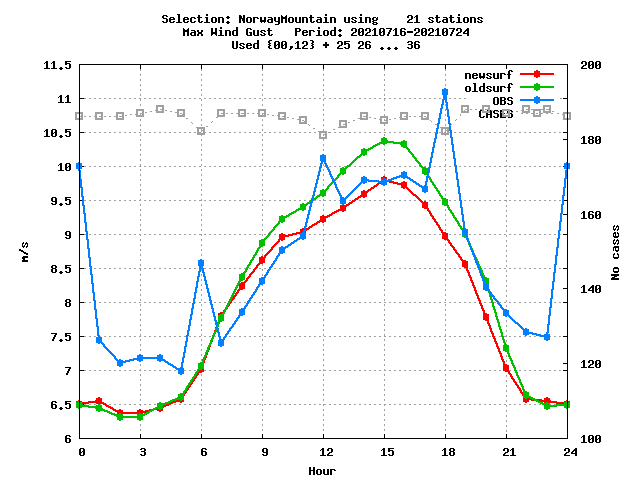 Selection: NorwayMountain using    21 stations
Max Wind Gust   Period: 20210716-20210724
Used {00,12} + 25 26 ... 36
11.5 200
newsurf
oldsurf
11 OBS
CASES
10.5 180
10
9.5 160
9
m/s No cases
8.5
8 140
7.5
7 120
6.5
6 100
0 3 6 9 12 15 18 21 24
Hour